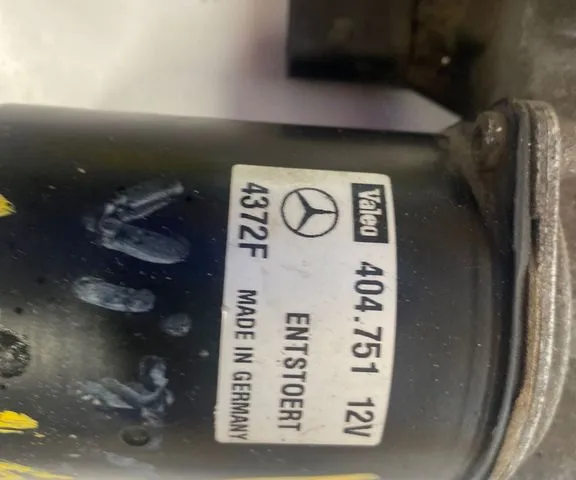 Valeo 404.751 12V
ENTSTOERT
4372F MADE IN GERMANY